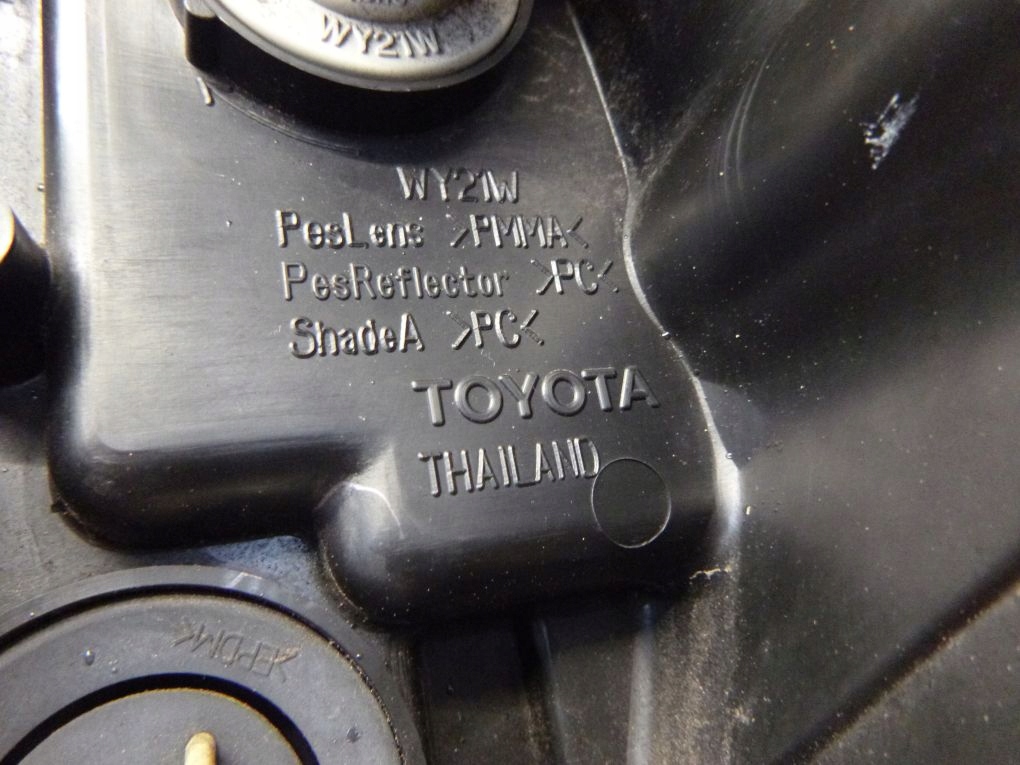 WY21W
WY21W
PesLens >PMMA<
PesReflector >PC<
ShadeA >PC<
TOYOTA
THAILAND
>EPDM<